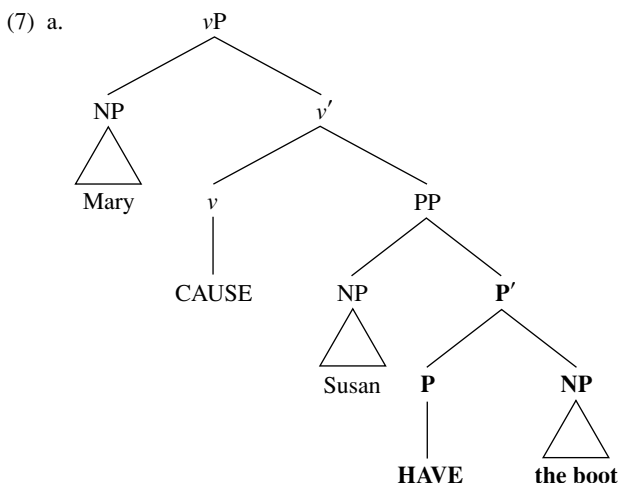 (7) a. vP
NP v′
Mary v PP
CAUSE NP P′
Susan P NP
HAVE the boot